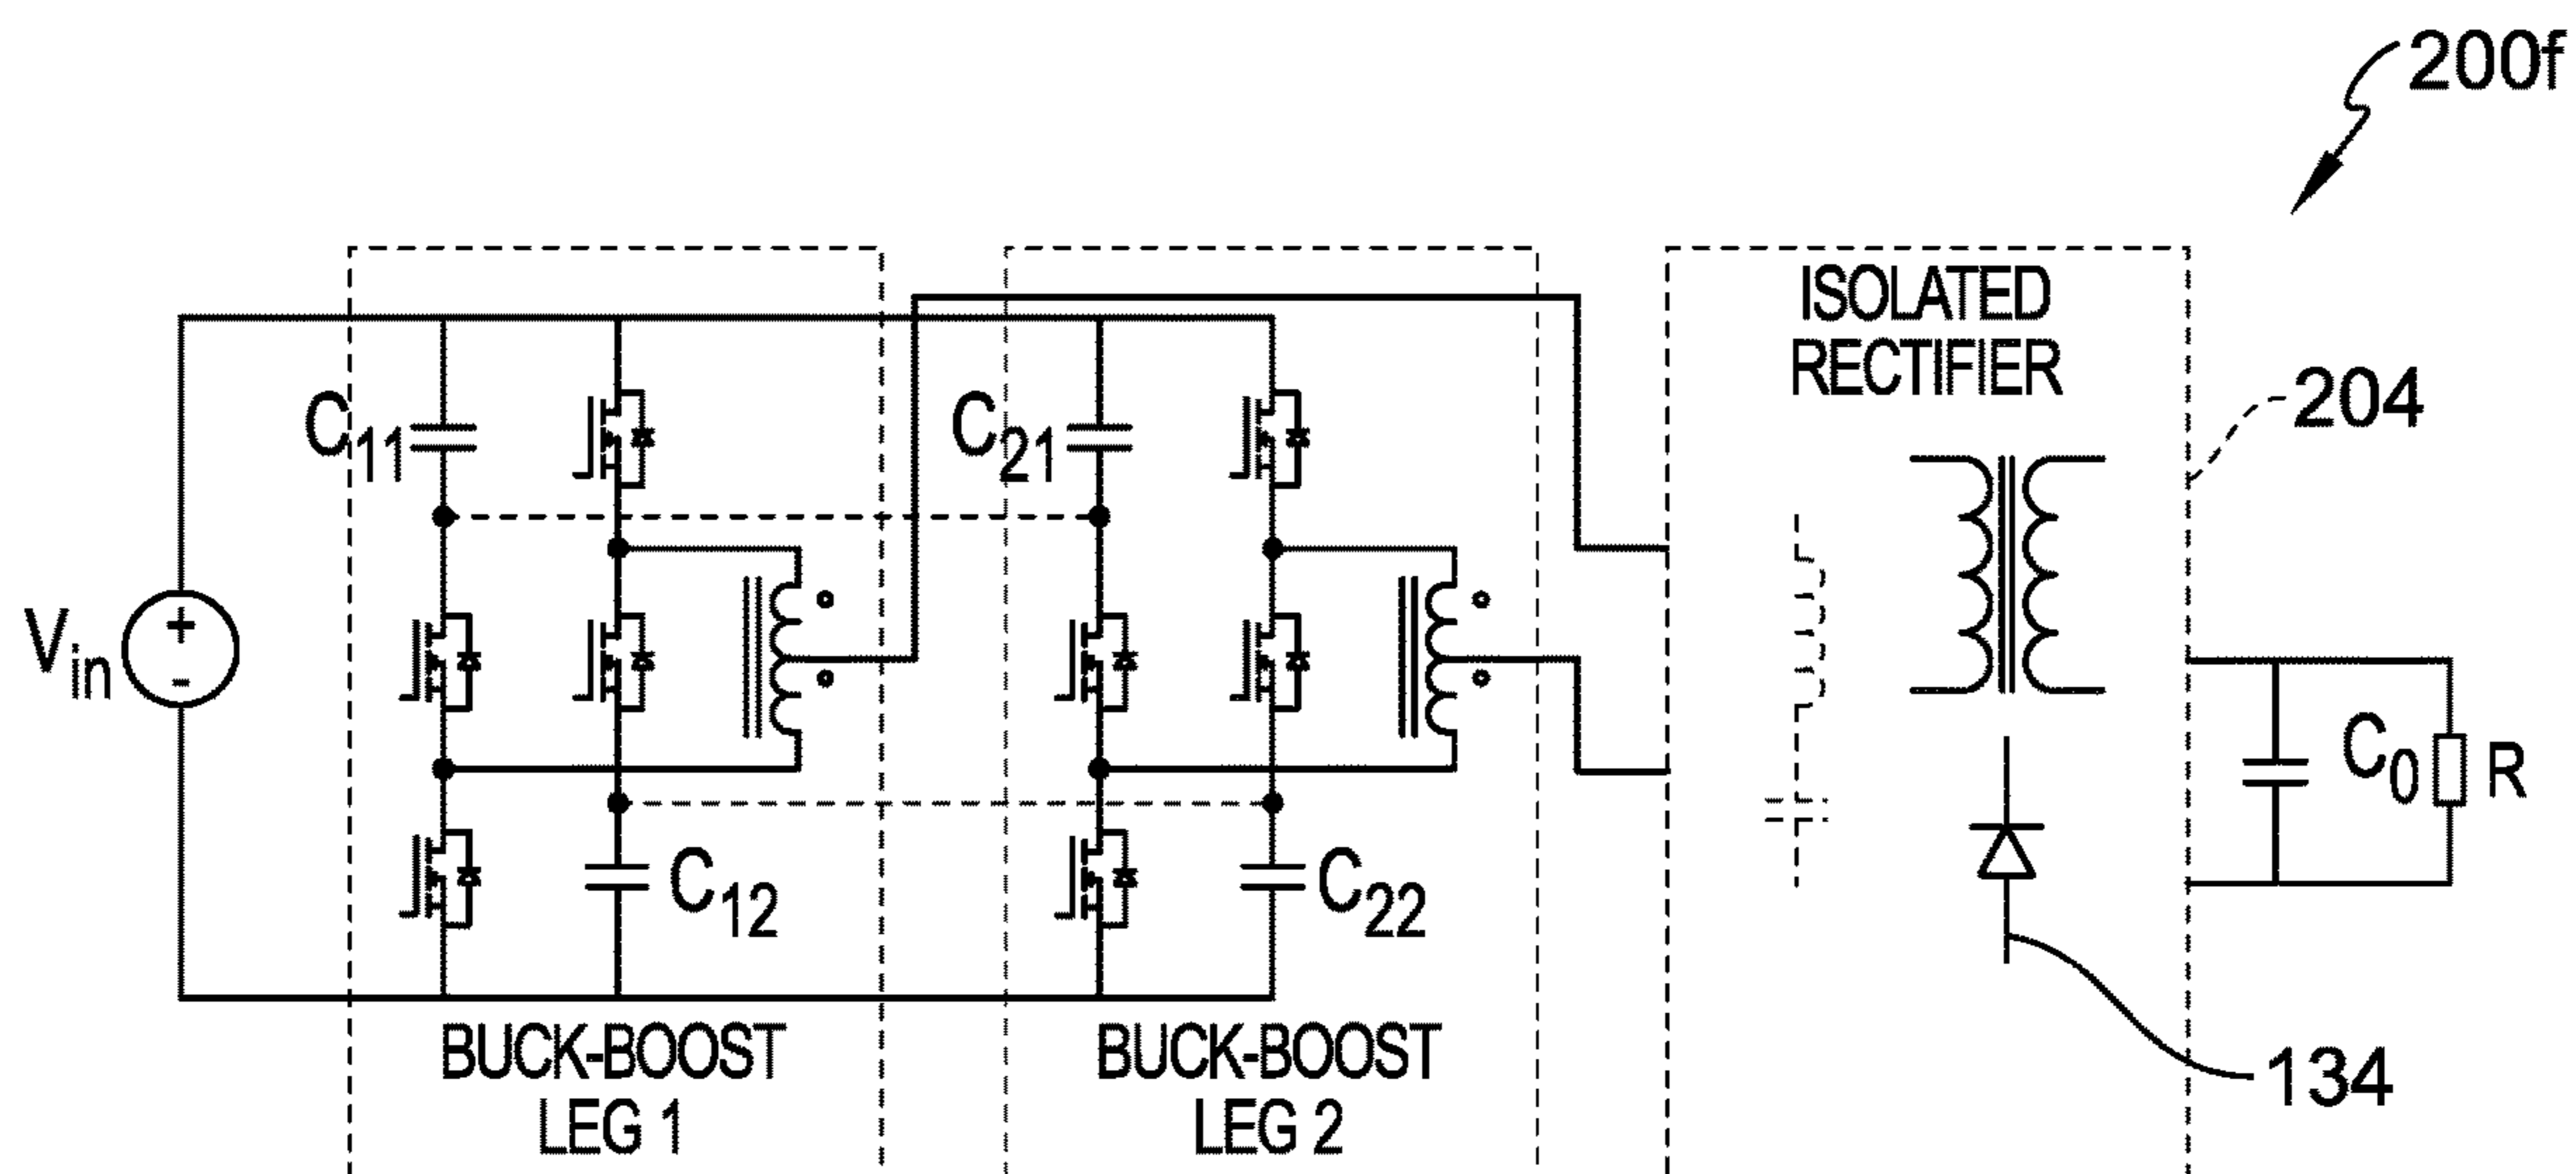 200f
ISOLATED
RECTIFIER
204
C11
C21
Vin
+
-
C0
R
C12
C22
BUCK-BOOST
LEG 1
BUCK-BOOST
LEG 2
134